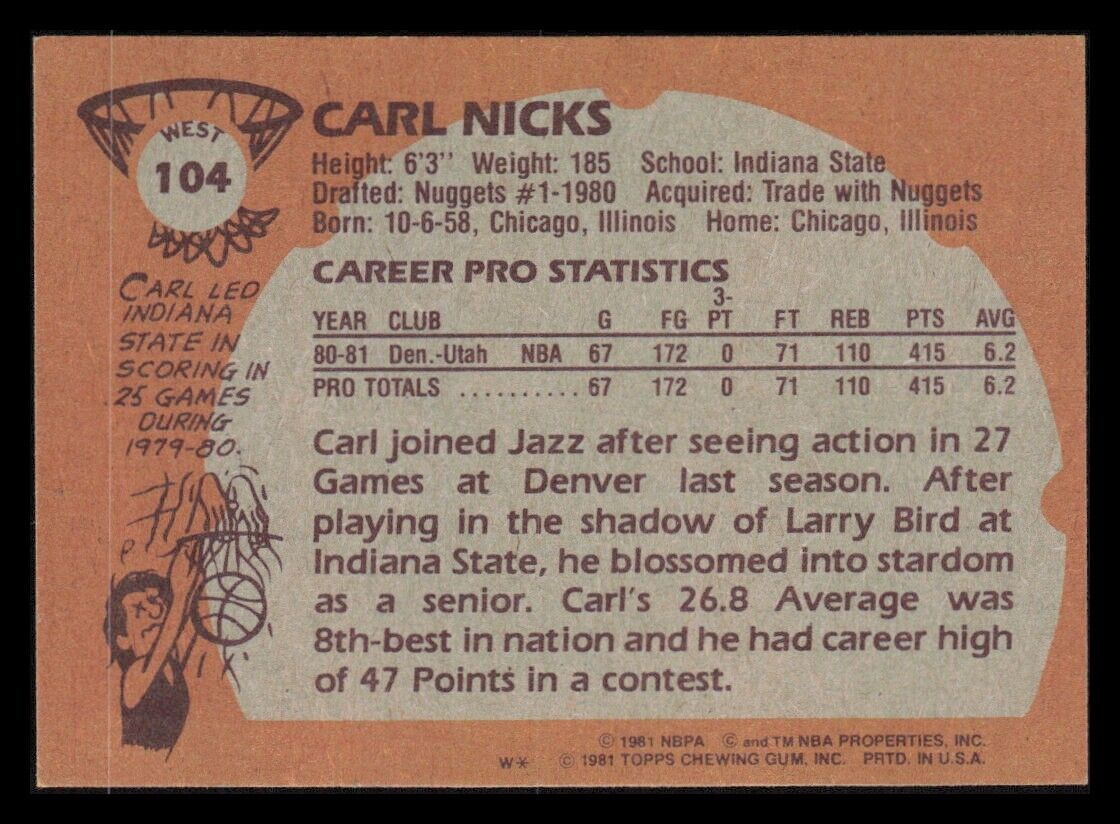 WEST
104
CARL NICKS
Height: 6'3'' Weight: 185 School: Indiana State
Drafted: Nuggets #1-1980 Acquired: Trade with Nuggets
Born: 10-6-58, Chicago, Illinois Home: Chicago, Illinois
CARL LED
INDIANA
STATE IN
SCORING IN
25 GAMES
DURING
1979-80.
CAREER PRO STATISTICS
YEAR CLUB G FG 3-PT FT REB PTS AVG
80-81 Den.-Utah NBA 67 172 0 71 110 415 6.2
PRO TOTALS .......... 67 172 0 71 110 415 6.2
Carl joined Jazz after seeing action in 27
Games at Denver last season. After
playing in the shadow of Larry Bird at
Indiana State, he blossomed into stardom
as a senior. Carl's 26.8 Average was
8th-best in nation and he had career high
of 47 Points in a contest.
© 1981 NBPA © and TM NBA PROPERTIES, INC.
W* © 1981 TOPPS CHEWING GUM, INC. PRTD. IN U.S.A.